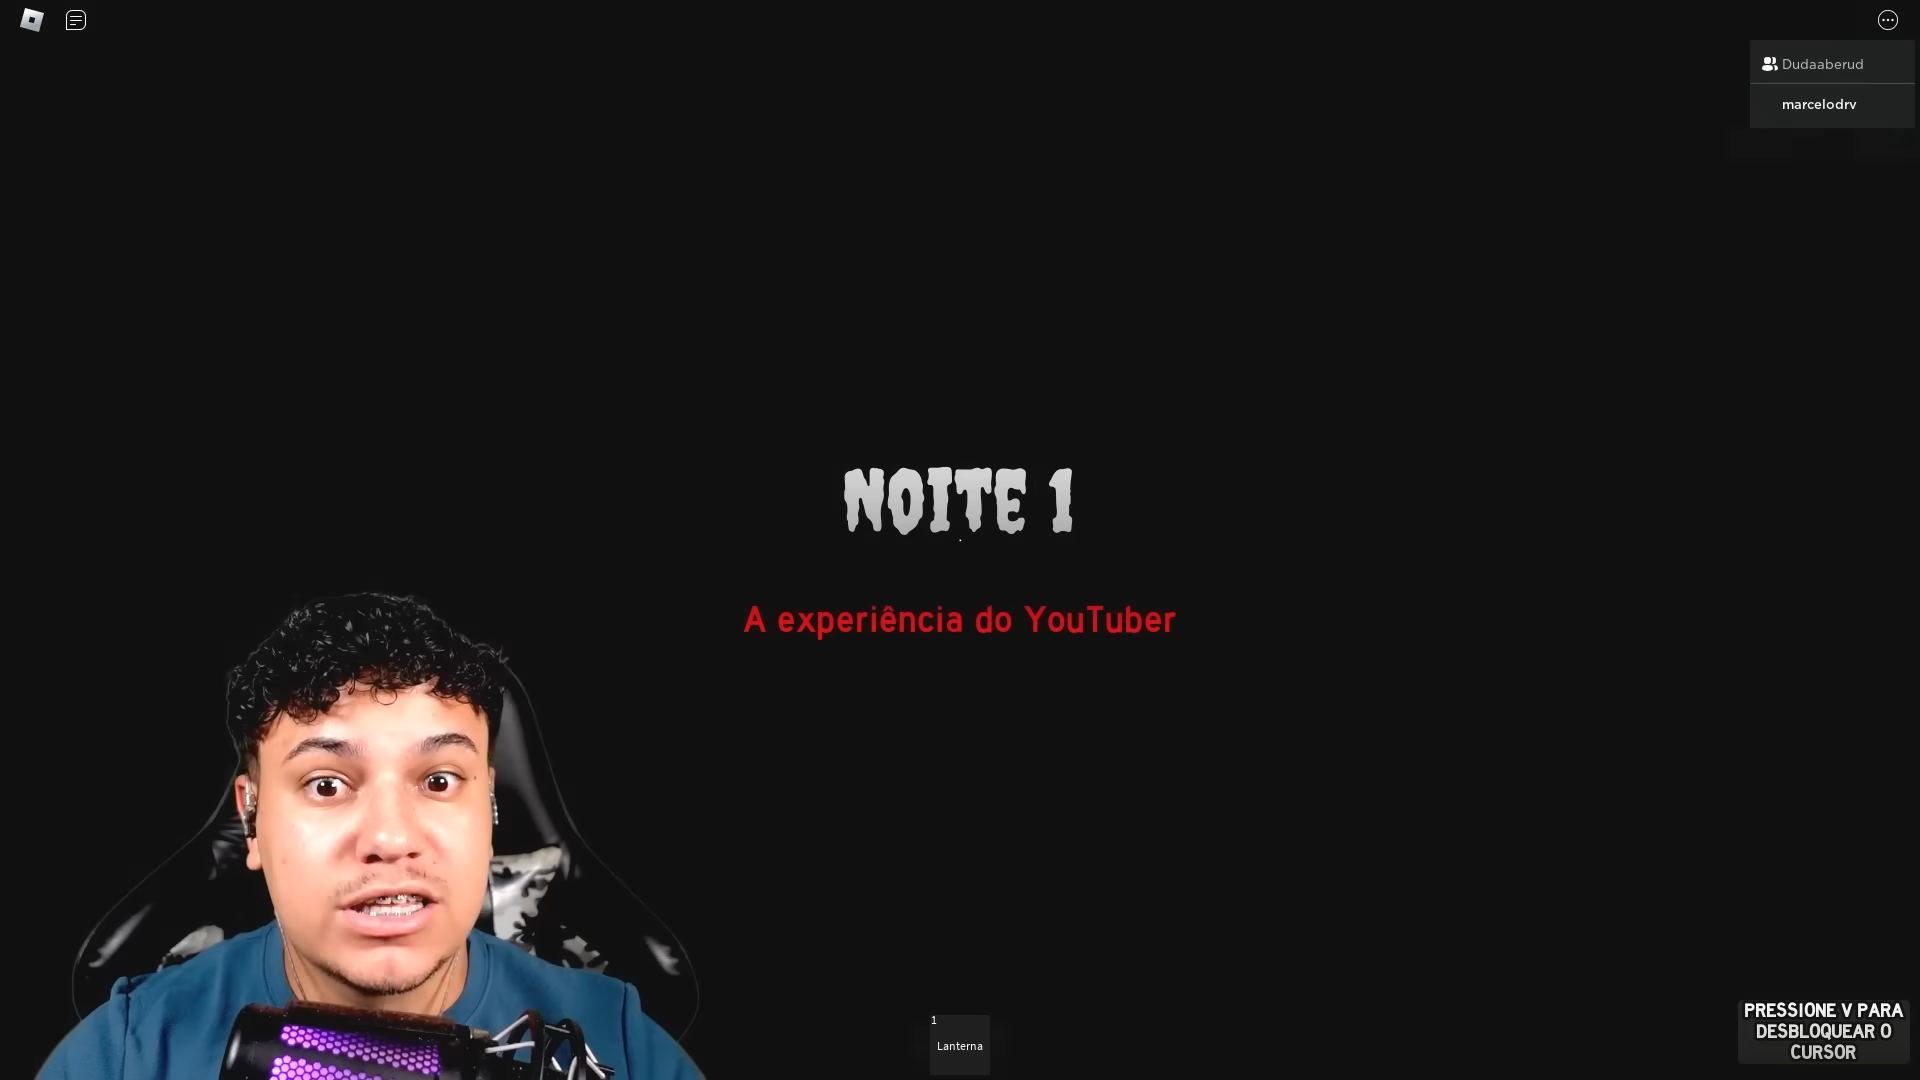 Dudaaberud
marcelodrv
NOITE 1
A experiência do YouTuber
1
Lanterna
PRESSIONE V PARA
DESBLOQUEAR O
CURSOR